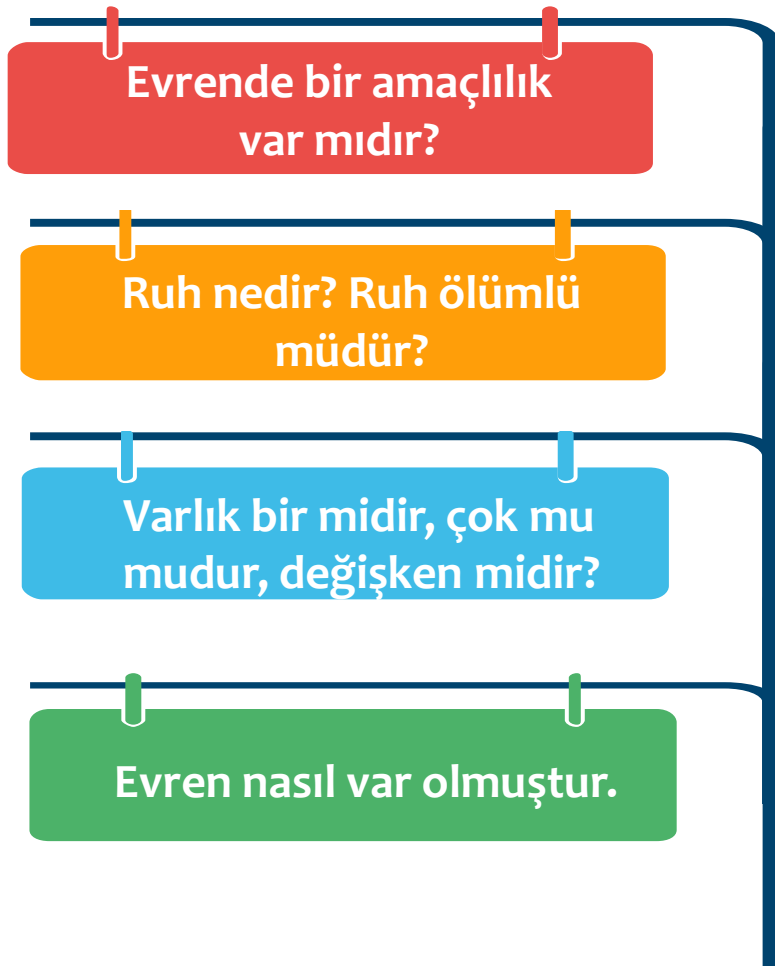 Evrende bir amaçlılık
var mıdır?
Ruh nedir? Ruh ölümlü
müdür?
Varlık bir midir, çok mu
mudur, değişken midir?
Evren nasıl var olmuştur.